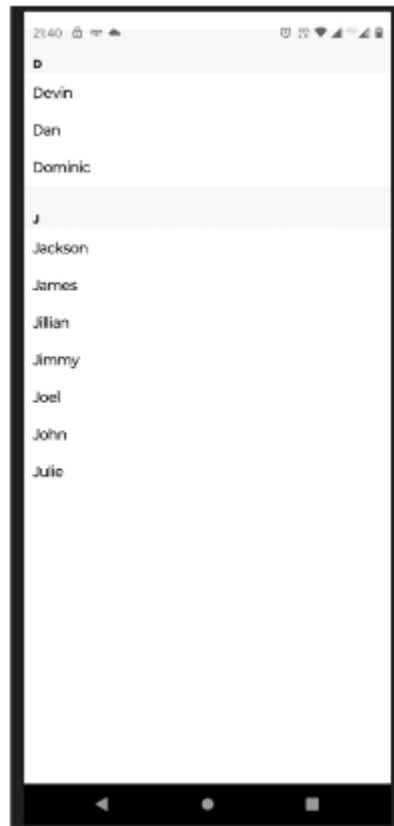 21:40
D
Devin
Dan
Dominic
J
Jackson
James
Jillian
Jimmy
Joel
John
Julie